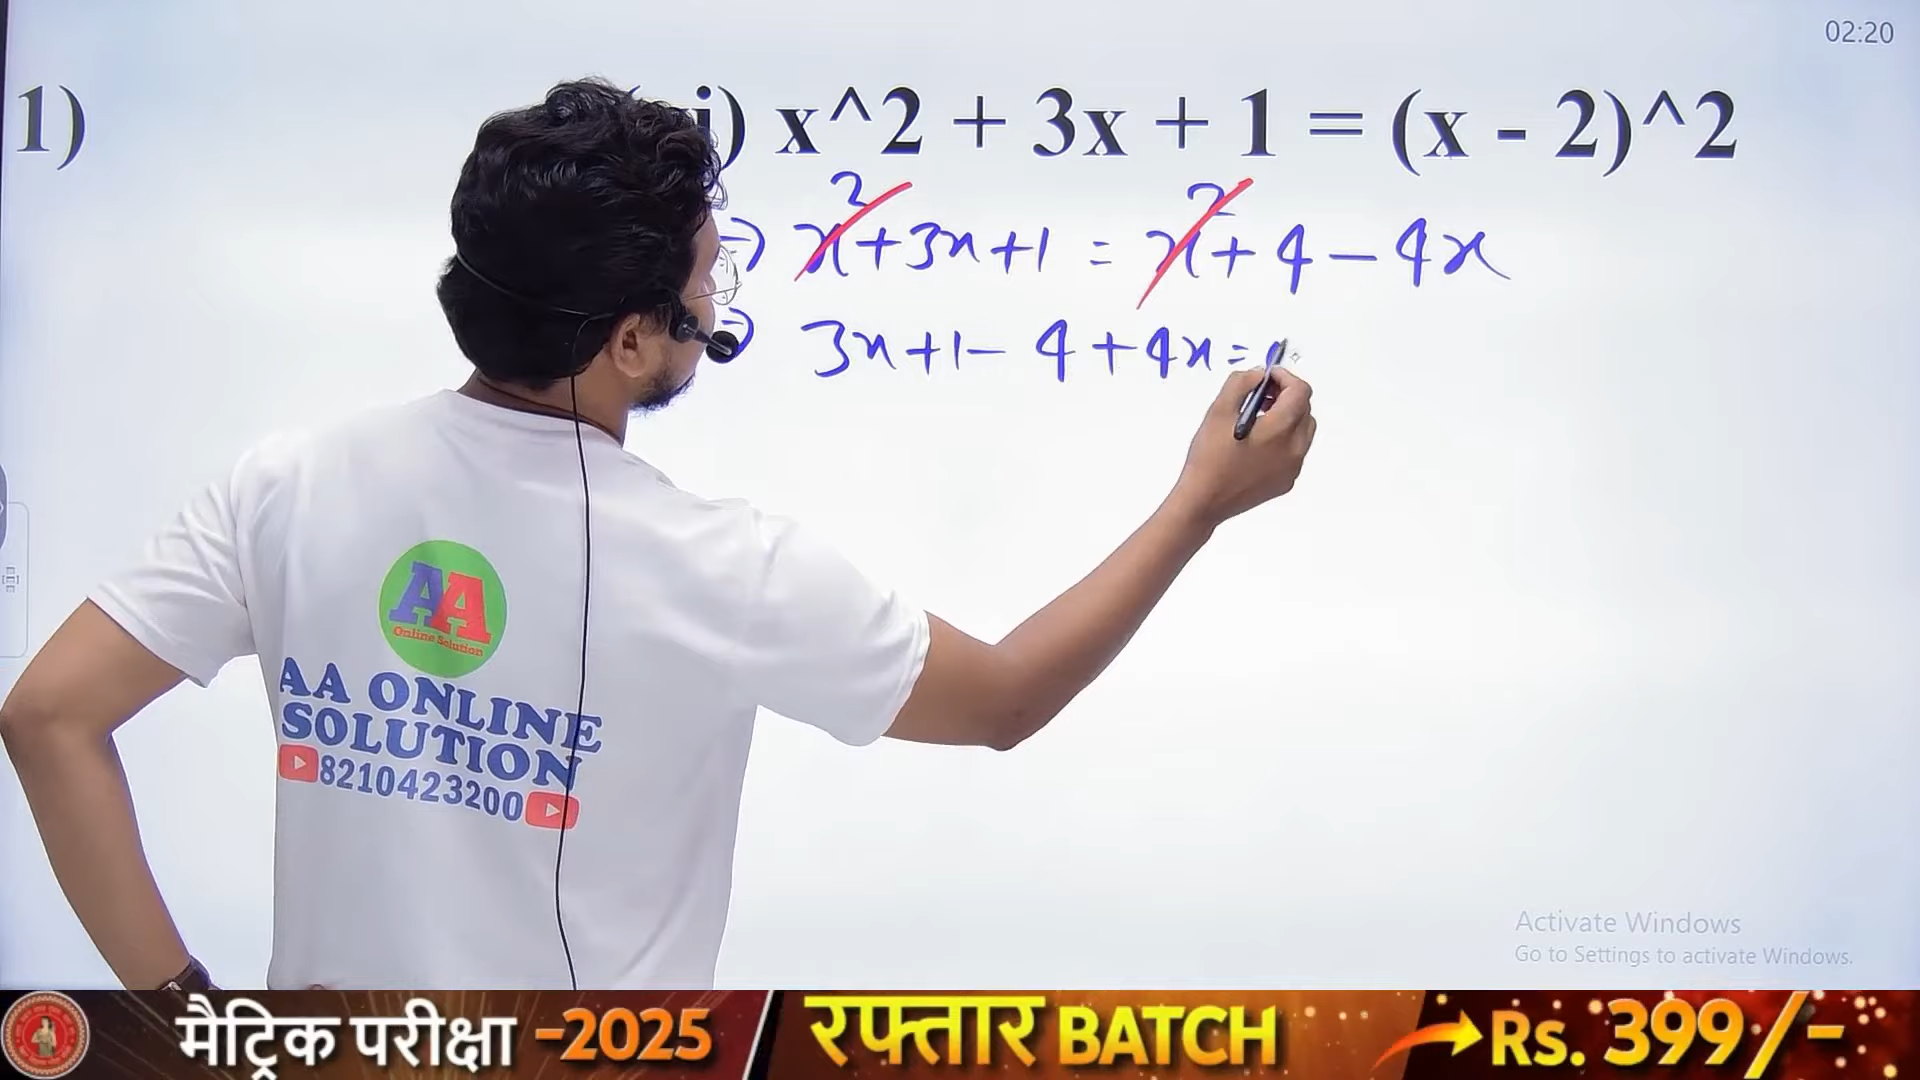 02:20
1) i) x^2 + 3x + 1 = (x - 2)^2
⇒ x²+3x+1 = x²+4-4x
⇒ 3x+1-4+4x=
AA
Online Solution
AA ONLINE
SOLUTION
8210423200
Activate Windows
Go to Settings to activate Windows.
मैट्रिक परीक्षा -2025 रफ्तार BATCH Rs. 399/-